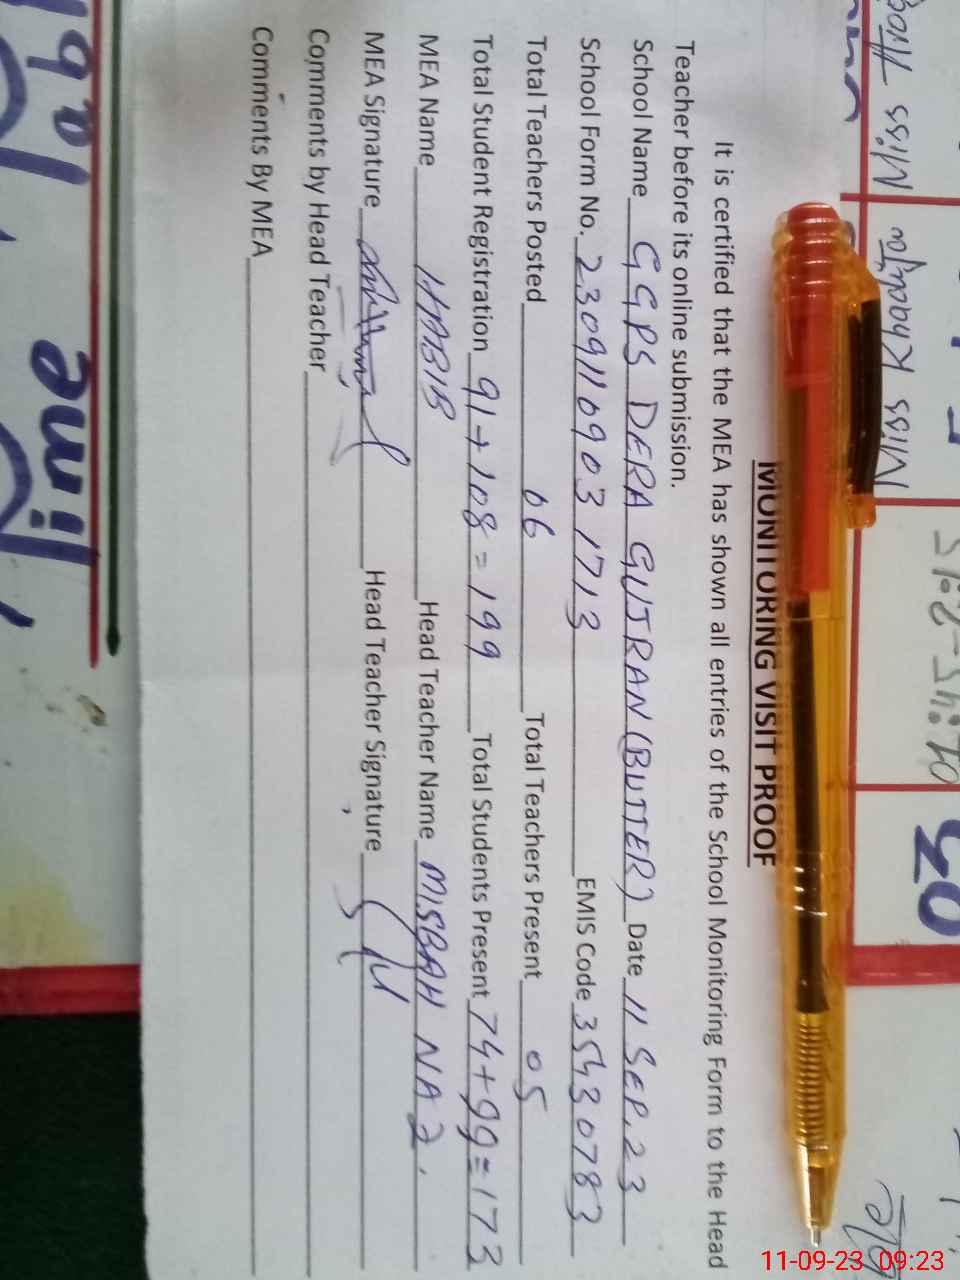 MONITORING VISIT PROOF
It is certified that the MEA has shown all entries of the School Monitoring Form to the Head
Teacher before its online submission.
School Name GGPS DERA GUJRAN (BUTTER) Date 11 SEP. 23
School Form No. 23091109031713 EMIS Code 35430783
Total Teachers Posted 06 Total Teachers Present 05
Total Student Registration 91+108=199 Total Students Present 74+99=173
MEA Name HABIB Head Teacher Name MISBAH NAZ.
MEA Signature Head Teacher Signature
Comments by Head Teacher
Comments By MEA
Miss
Miss
50
Time
11-09-23 09:23